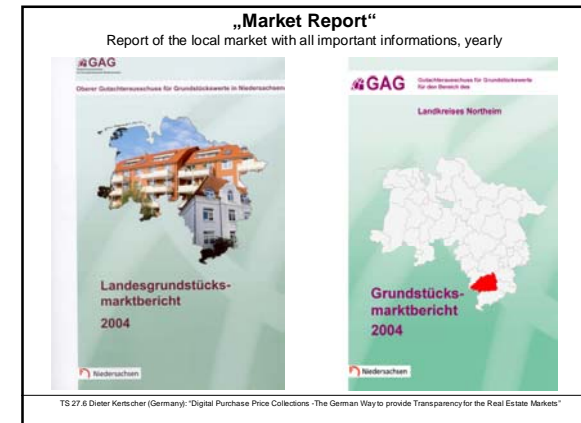 „Market Report“
Report of the local market with all important informations, yearly
GAG
Oberer Gutachterausschuss für Grundstückswerte in Niedersachsen
Landesgrundstücks-
marktbericht
2004
Niedersachsen
GAG
Gutachterausschuss für Grundstückswerte
für den Bereich des
Landkreises Northeim
Grundstücks-
marktbericht
2004
Niedersachsen
TS 27.6 Dieter Kertscher (Germany): "Digital Purchase Price Collections -The German Way to provide Transparency for the Real Estate Markets"